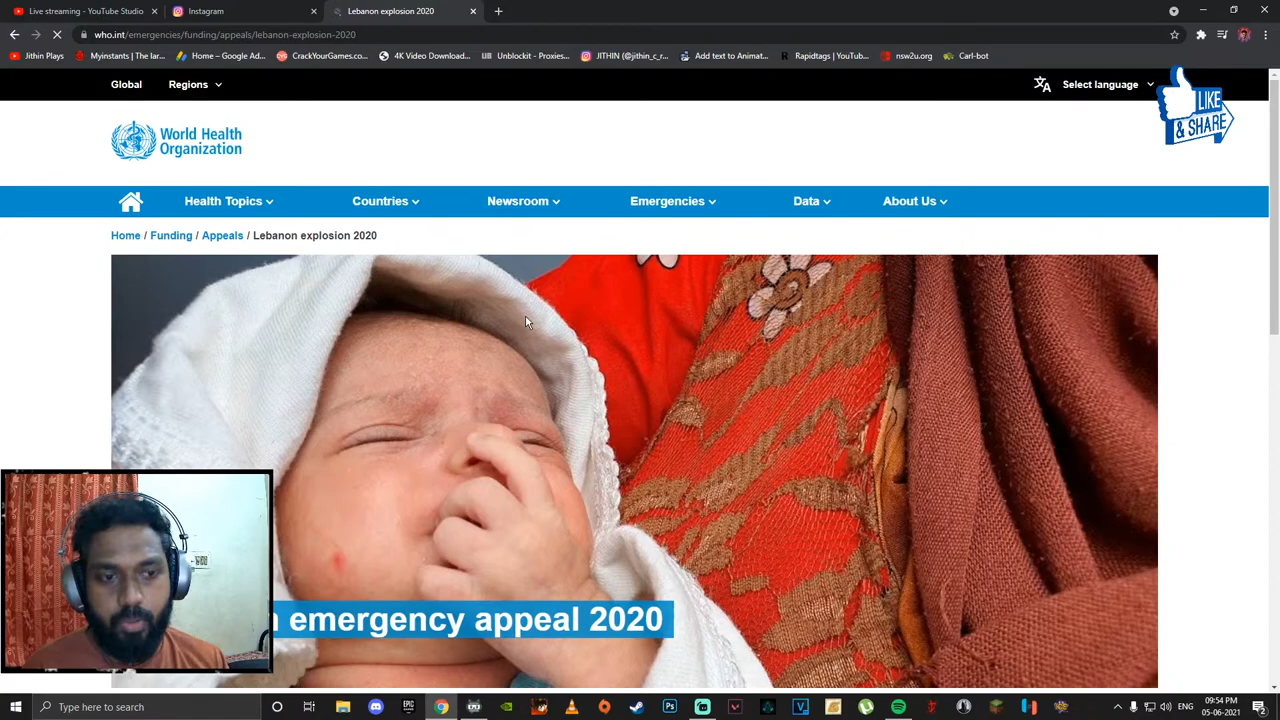 Live streaming - YouTube Studio
Instagram
Lebanon explosion 2020
who.int/emergencies/funding/appeals/lebanon-explosion-2020
Jithin Plays
Myinstants | The lar...
Home – Google Ad...
CrackYourGames.co...
4K Video Download...
Unblockit - Proxies...
JITHIN (@jithin_c_r...
Add text to Animat...
Rapidtags | YouTub...
nsw2u.org
Carl-bot
Global
Regions
Select language
LIKE
& SHARE
World Health
Organization
Health Topics
Countries
Newsroom
Emergencies
Data
About Us
Home / Funding / Appeals / Lebanon explosion 2020
emergency appeal 2020
Type here to search
ENG
09:54 PM
05-06-2021